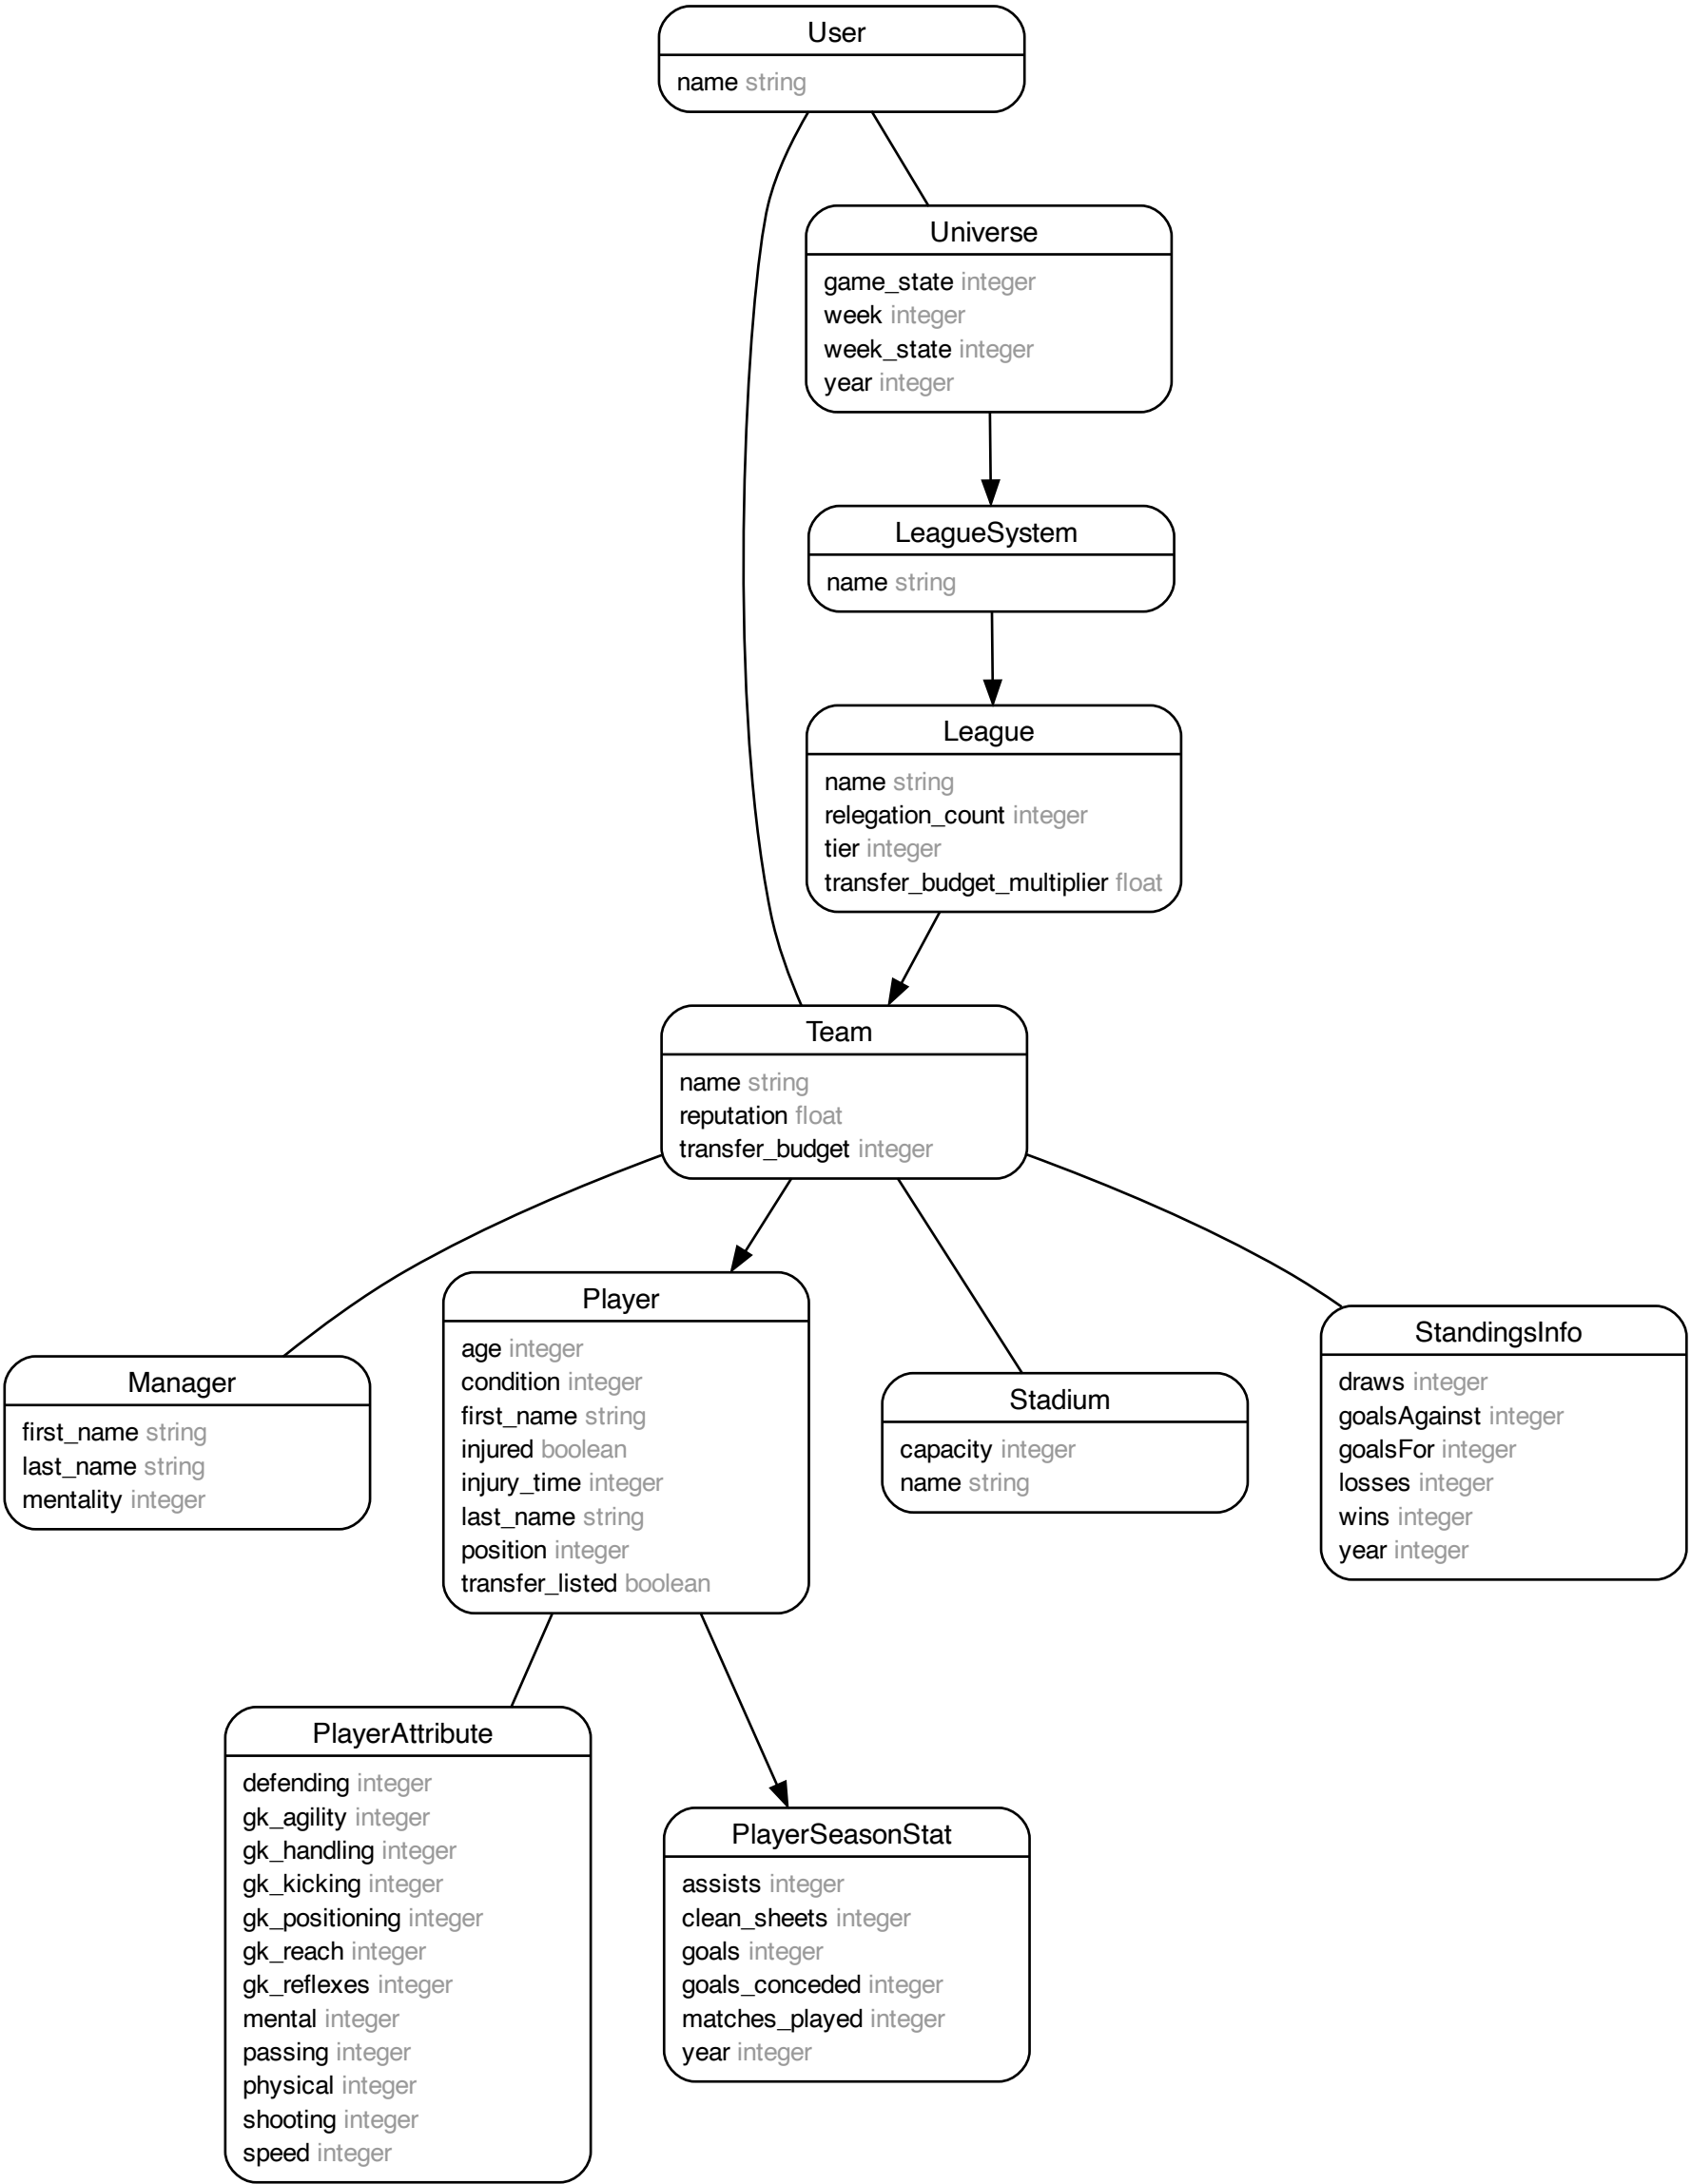 User
name string
Universe
game_state integer
week integer
week_state integer
year integer
LeagueSystem
name string
League
name string
relegation_count integer
tier integer
transfer_budget_multiplier float
Team
name string
reputation float
transfer_budget integer
Manager
first_name string
last_name string
mentality integer
Player
age integer
condition integer
first_name string
injured boolean
injury_time integer
last_name string
position integer
transfer_listed boolean
Stadium
capacity integer
name string
StandingsInfo
draws integer
goalsAgainst integer
goalsFor integer
losses integer
wins integer
year integer
PlayerAttribute
defending integer
gk_agility integer
gk_handling integer
gk_kicking integer
gk_positioning integer
gk_reach integer
gk_reflexes integer
mental integer
passing integer
physical integer
shooting integer
speed integer
PlayerSeasonStat
assists integer
clean_sheets integer
goals integer
goals_conceded integer
matches_played integer
year integer